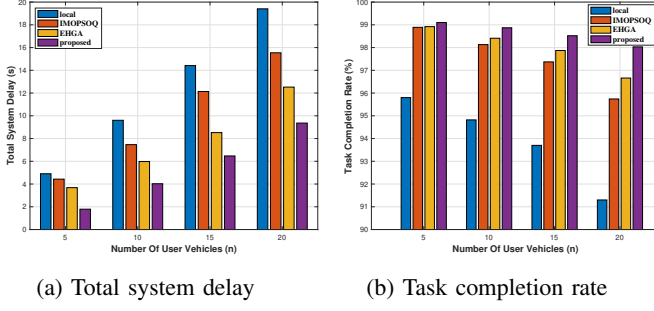 20
18
16
14
12
10
8
6
4
2
0
Total System Delay (s)
local
IMOPSOQ
EHGA
proposed
5 10 15 20
Number Of User Vehicles (n)
(a) Total system delay
100
99
98
97
96
95
94
93
92
91
90
Task Completion Rate (%)
local
IMOPSOQ
EHGA
proposed
5 10 15 20
Number Of User Vehicles (n)
(b) Task completion rate